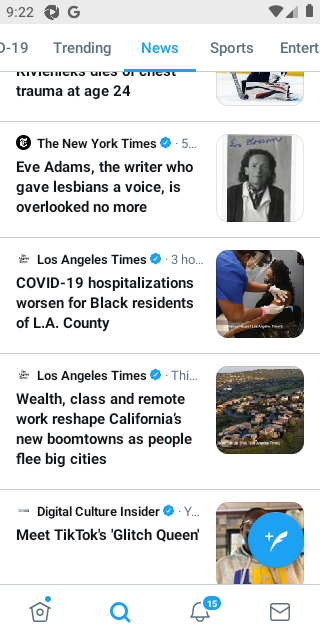 9:22
D-19 Trending News Sports Entert
Kivlenieks dies of chest
trauma at age 24
The New York Times · 5...
Eve Adams, the writer who
gave lesbians a voice, is
overlooked no more
Los Angeles Times · 3 ho...
COVID-19 hospitalizations
worsen for Black residents
of L.A. County
Los Angeles Times · Thi...
Wealth, class and remote
work reshape California's
new boomtowns as people
flee big cities
Digital Culture Insider · Y...
Meet TikTok's 'Glitch Queen'
15